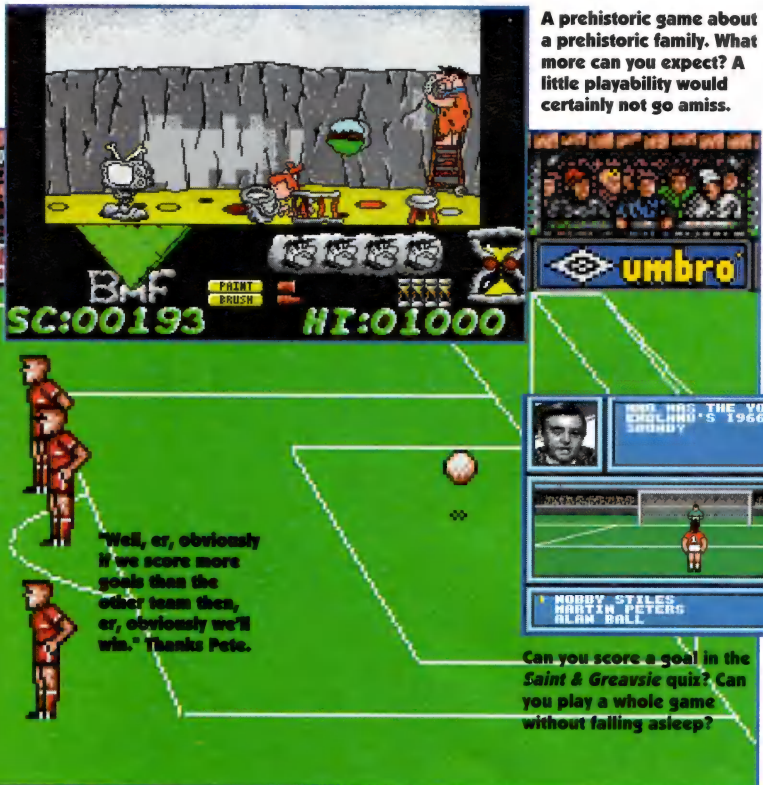 A prehistoric game about
a prehistoric family. What
more can you expect? A
little playability would
certainly not go amiss.
BMF
PAINT
BRUSH
SC:00193
HI:01000
umbro
THE
ENGLAND'S 1966
NOBBY STILES
MARTIN PETERS
ALAN BALL
"Well, er, obviously
if we score more
goals than the
other team then,
er, obviously we'll
win." Thanks Pete.
Can you score a goal in the
Saint & Greavsie quiz? Can
you play a whole game
without falling asleep?